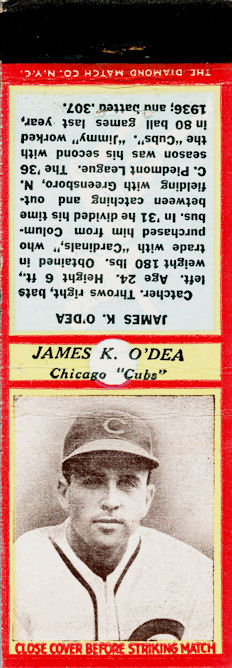 THE DIAMOND MATCH CO. N.Y.C.
JAMES K. O'DEA
Catcher. Throws right, bats
left. Age 24. Height 6 ft.,
weight 180 lbs. Obtained in
trade with "Cardinals," who
purchased him from Colum-
bus. In '31 he divided his time
between catching and out-
fielding with Greensboro, N.
C. Piedmont League. The '36
season was his second with
the "Cubs". "Jimmy" worked
in 80 ball games last year,
1936, and batted .307.
JAMES K. O'DEA
Chicago "Cubs"
C
C
CLOSE COVER BEFORE STRIKING MATCH